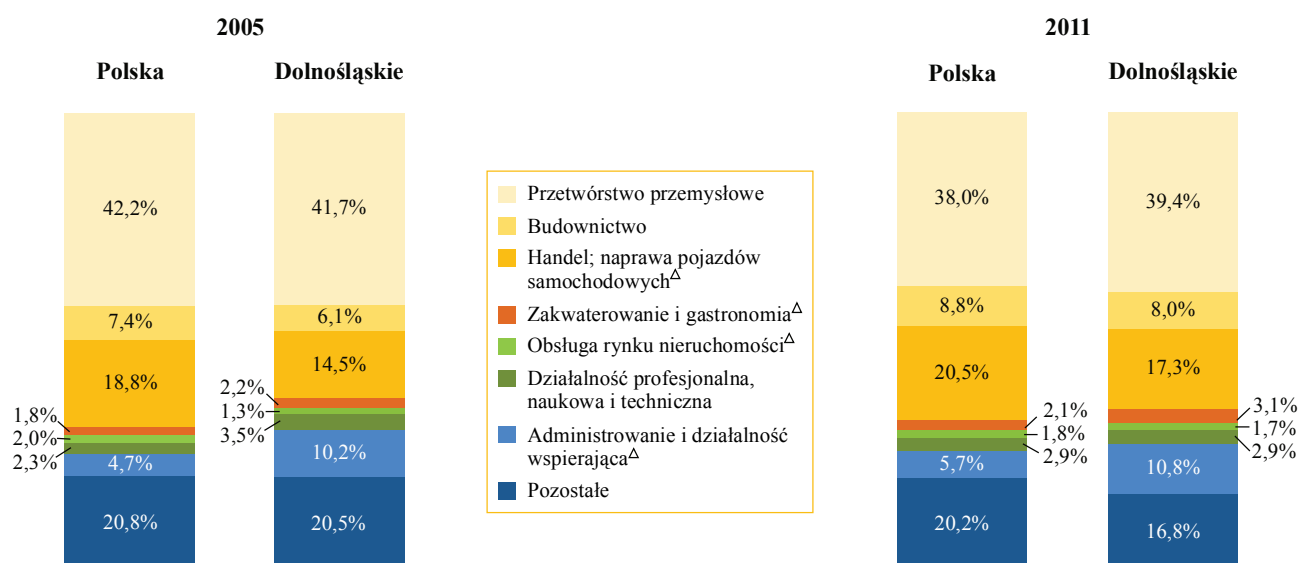 2005
Polska
Dolnośląskie
42,2%
7,4%
18,8%
1,8%
2,0%
2,3%
4,7%
20,8%
41,7%
6,1%
14,5%
2,2%
1,3%
3,5%
10,2%
20,5%
Przetwórstwo przemysłowe
Budownictwo
Handel; naprawa pojazdów
samochodowych△
Zakwaterowanie i gastronomia△
Obsługa rynku nieruchomości△
Działalność profesjonalna,
naukowa i techniczna
Administrowanie i działalność
wspierająca△
Pozostałe
2011
Polska
Dolnośląskie
38,0%
8,8%
20,5%
2,1%
1,8%
2,9%
5,7%
20,2%
39,4%
8,0%
17,3%
3,1%
1,7%
2,9%
10,8%
16,8%